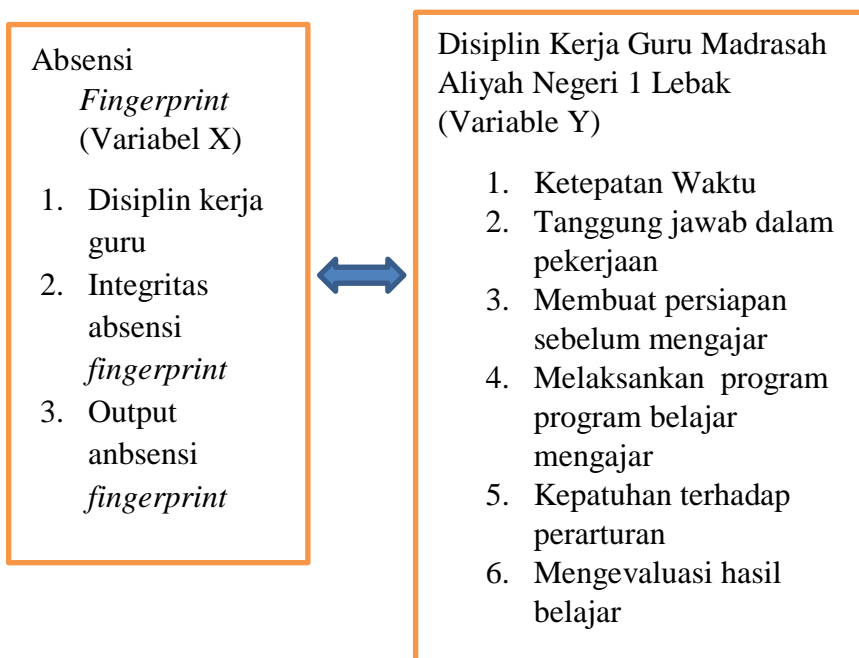 Absensi
Fingerprint
(Variabel X)
1. Disiplin kerja
guru
2. Integritas
absensi
fingerprint
3. Output
anbsensi
fingerprint
Disiplin Kerja Guru Madrasah
Aliyah Negeri 1 Lebak
(Variable Y)
1. Ketepatan Waktu
2. Tanggung jawab dalam
pekerjaan
3. Membuat persiapan
sebelum mengajar
4. Melaksankan program
program belajar
mengajar
5. Kepatuhan terhadap
perarturan
6. Mengevaluasi hasil
belajar